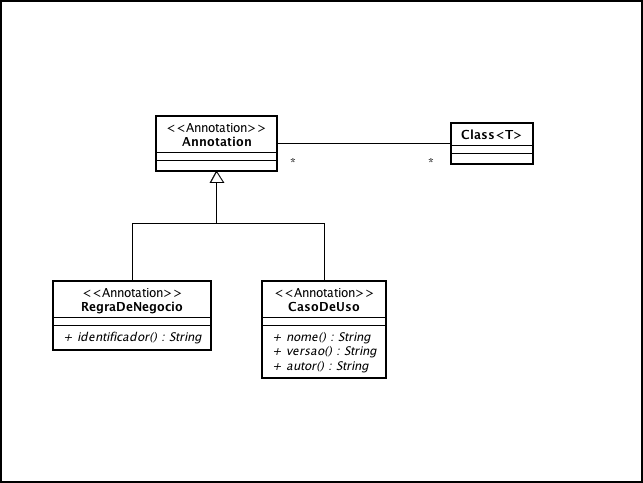 <<Annotation>>
Annotation
Class<T>
*
*
<<Annotation>>
RegraDeNegocio
+ identificador() : String
<<Annotation>>
CasoDeUso
+ nome() : String
+ versao() : String
+ autor() : String